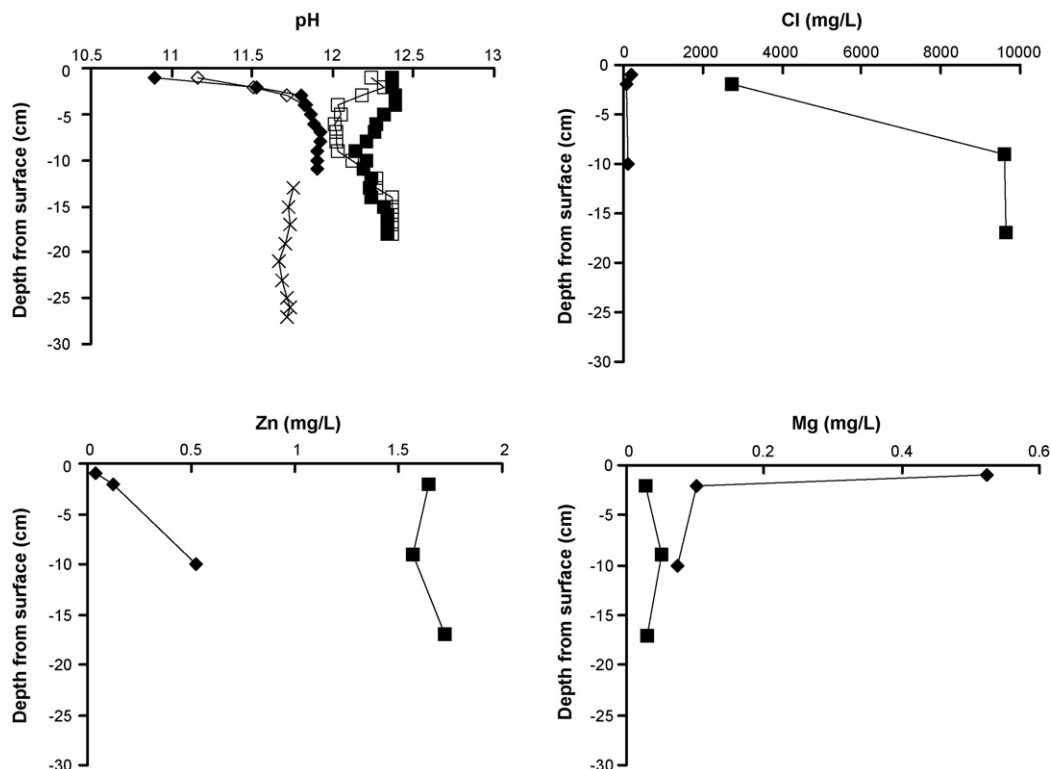 pH
10.5 11 11.5 12 12.5 13
0
-5
-10
-15
-20
-25
-30
Depth from surface (cm)
Cl (mg/L)
0 2000 4000 6000 8000 10000
0
-5
-10
-15
-20
-25
-30
Depth from surface (cm)
Zn (mg/L)
0 0.5 1 1.5 2
0
-5
-10
-15
-20
-25
-30
Depth from surface (cm)
Mg (mg/L)
0 0.2 0.4 0.6
0
-5
-10
-15
-20
-25
-30
Depth from surface (cm)